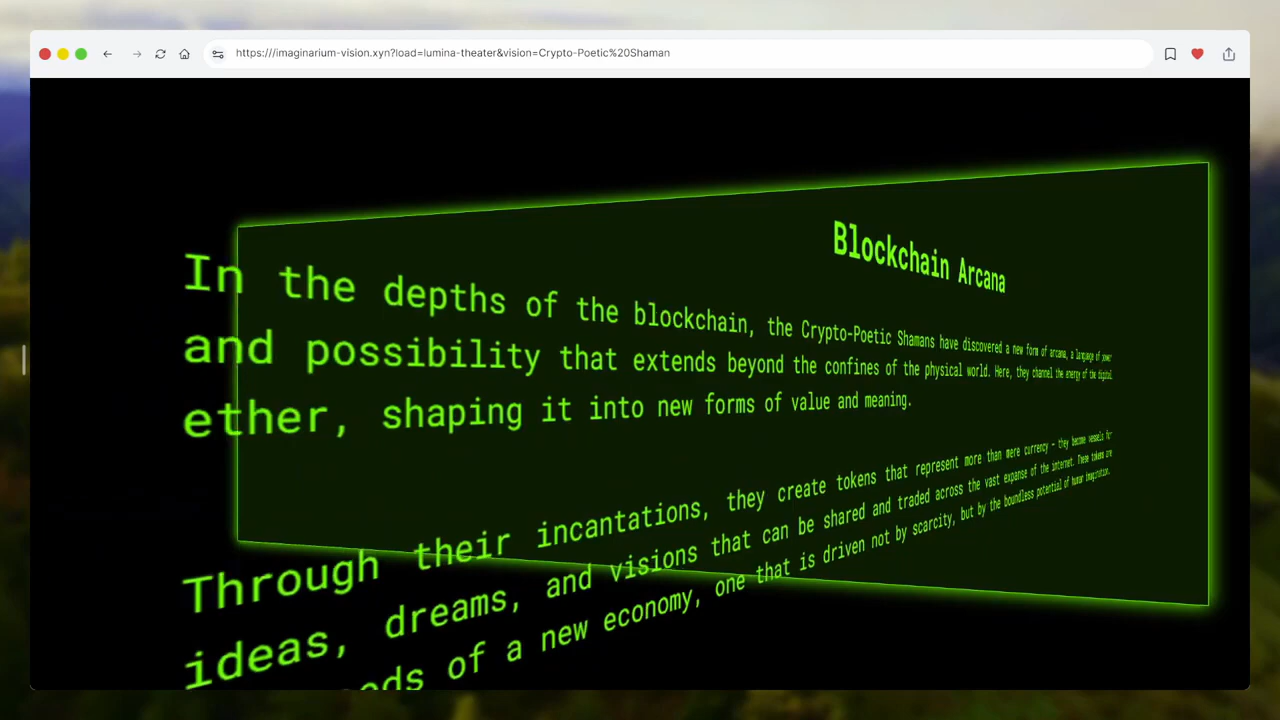 https:///imaginarium-vision.xyn?load=lumina-theater&vision=Crypto-Poetic%20Shaman
Blockchain Arcana
In the depths of the blockchain, the Crypto-Poetic Shamans have discovered a new form of arcana, a language of power
and possibility that extends beyond the confines of the physical world. Here, they channel the energy of the digital
ether, shaping it into new forms of value and meaning.
Through their incantations, they create tokens that represent more than mere currency – they become vessels for
ideas, dreams, and visions that can be shared and traded across the vast expanse of the internet. These tokens are
of a new economy, one that is driven not by scarcity, but by the boundless potential of human imagination.